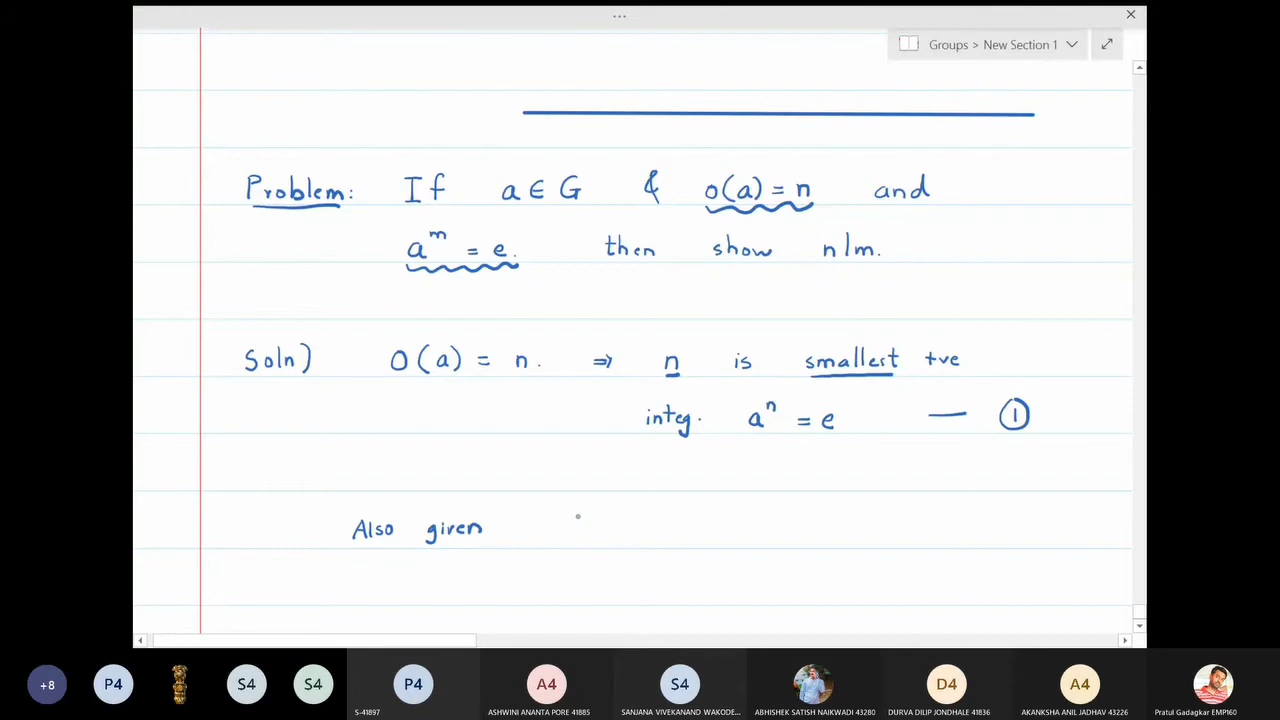 Groups > New Section 1
Problem: If a ∈ G & o(a) = n and
a^m = e. then show n|m.
Soln) O(a) = n. ⇒ n is smallest +ve
integ. a^n = e — ①
Also given
+8 P4 S4 S4 P4 A4 S4 D4 A4
S-41897 ASHWINI ANANTA PORE 41885 SANJANA VIVEKANAND WAKODE... ABHISHEK SATISH NAIKWADI 43280 DURVA DILIP JONDHALE 41836 AKANKSHA ANIL JADHAV 43226 Pratul Gadagkar EMP160